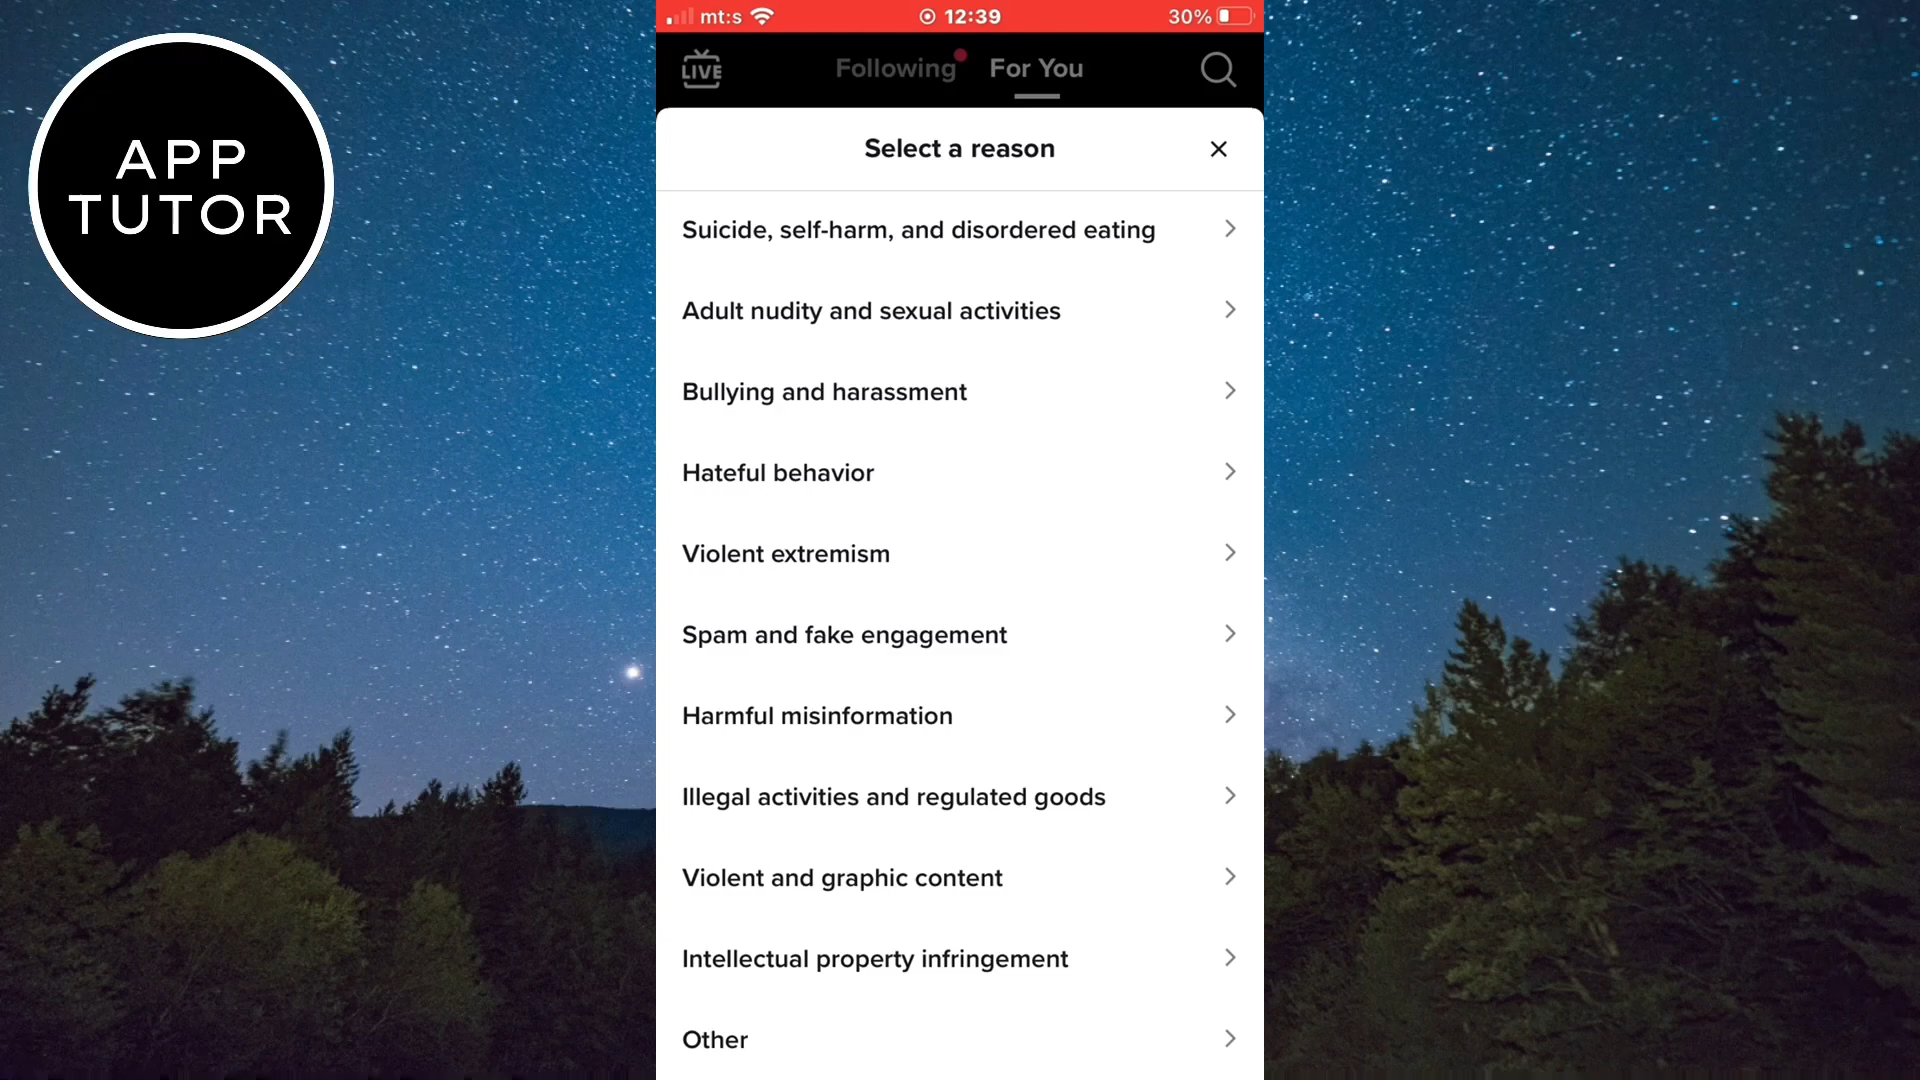 APP
TUTOR
mt:s 12:39 30%
LIVE Following For You
Select a reason
Suicide, self-harm, and disordered eating
Adult nudity and sexual activities
Bullying and harassment
Hateful behavior
Violent extremism
Spam and fake engagement
Harmful misinformation
Illegal activities and regulated goods
Violent and graphic content
Intellectual property infringement
Other